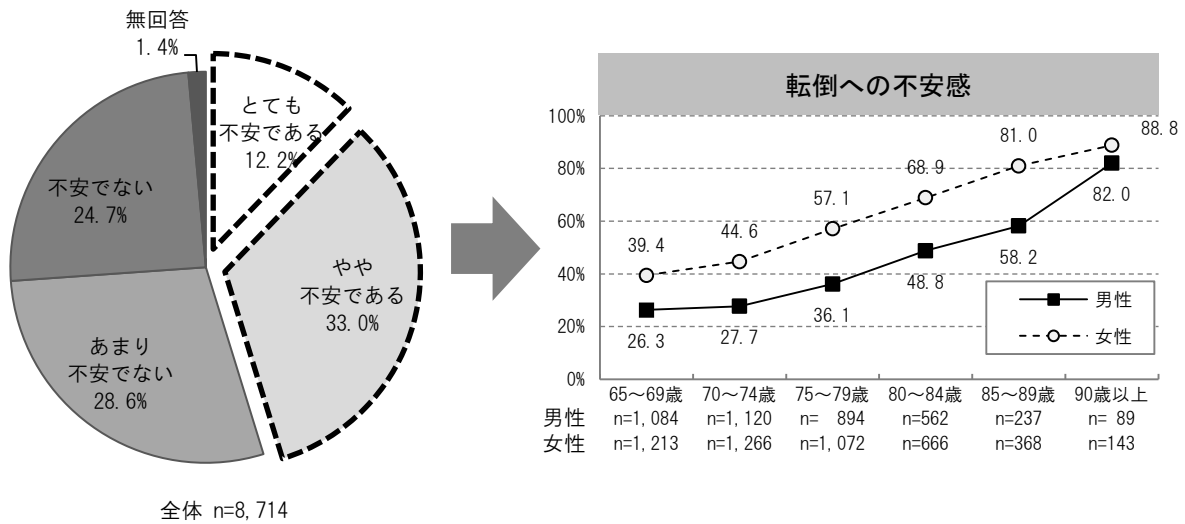 無回答
1.4%
とても
不安である
12.2%
やや
不安である
33.0%
あまり
不安でない
28.6%
不安でない
24.7%
全体 n=8,714
転倒への不安感
100%
80%
60%
40%
20%
0%
39.4
44.6
57.1
68.9
81.0
88.8
26.3
27.7
36.1
48.8
58.2
82.0
男性
女性
65～69歳 70～74歳 75～79歳 80～84歳 85～89歳 90歳以上
男性 n=1,084 n=1,120 n= 894 n=562 n=237 n= 89
女性 n=1,213 n=1,266 n=1,072 n=666 n=368 n=143